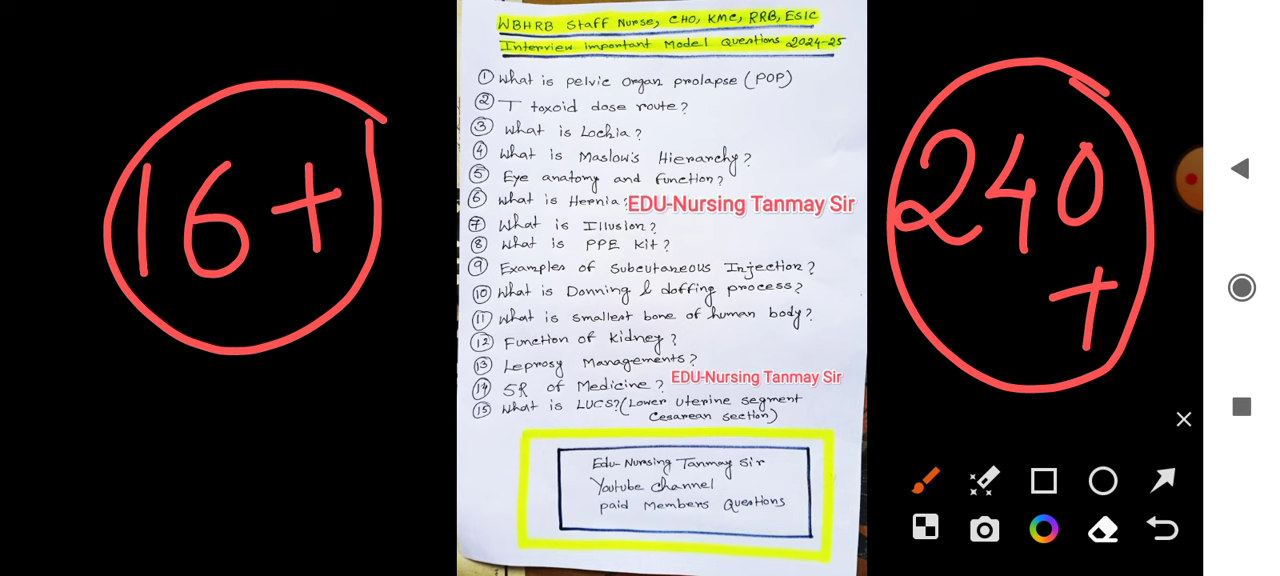 WBHRB Staff Nurse, CHO, KMC, RRB, ESIC
Interview important Model Questions 2024-25
① What is pelvic organ prolapse (POP)
② T toxoid dose route?
③ What is Lochia?
④ What is Maslow's Hierarchy?
⑤ Eye anatomy and function?
⑥ What is Hernia?
EDU-Nursing Tanmay Sir
⑦ What is Illusion?
⑧ What is PPE Kit?
⑨ Examples of Subcutaneous Injection?
⑩ What is Donning & doffing process?
⑪ What is smallest bone of human body?
⑫ Function of Kidney?
⑬ Leprosy Managements?
EDU-Nursing Tanmay Sir
⑭ 5R of Medicine?
⑮ What is LUCS? (Lower Uterine segment
Cesarean section)
Edu-Nursing Tanmay Sir
Youtube channel
paid Members Questions
16+
240
+